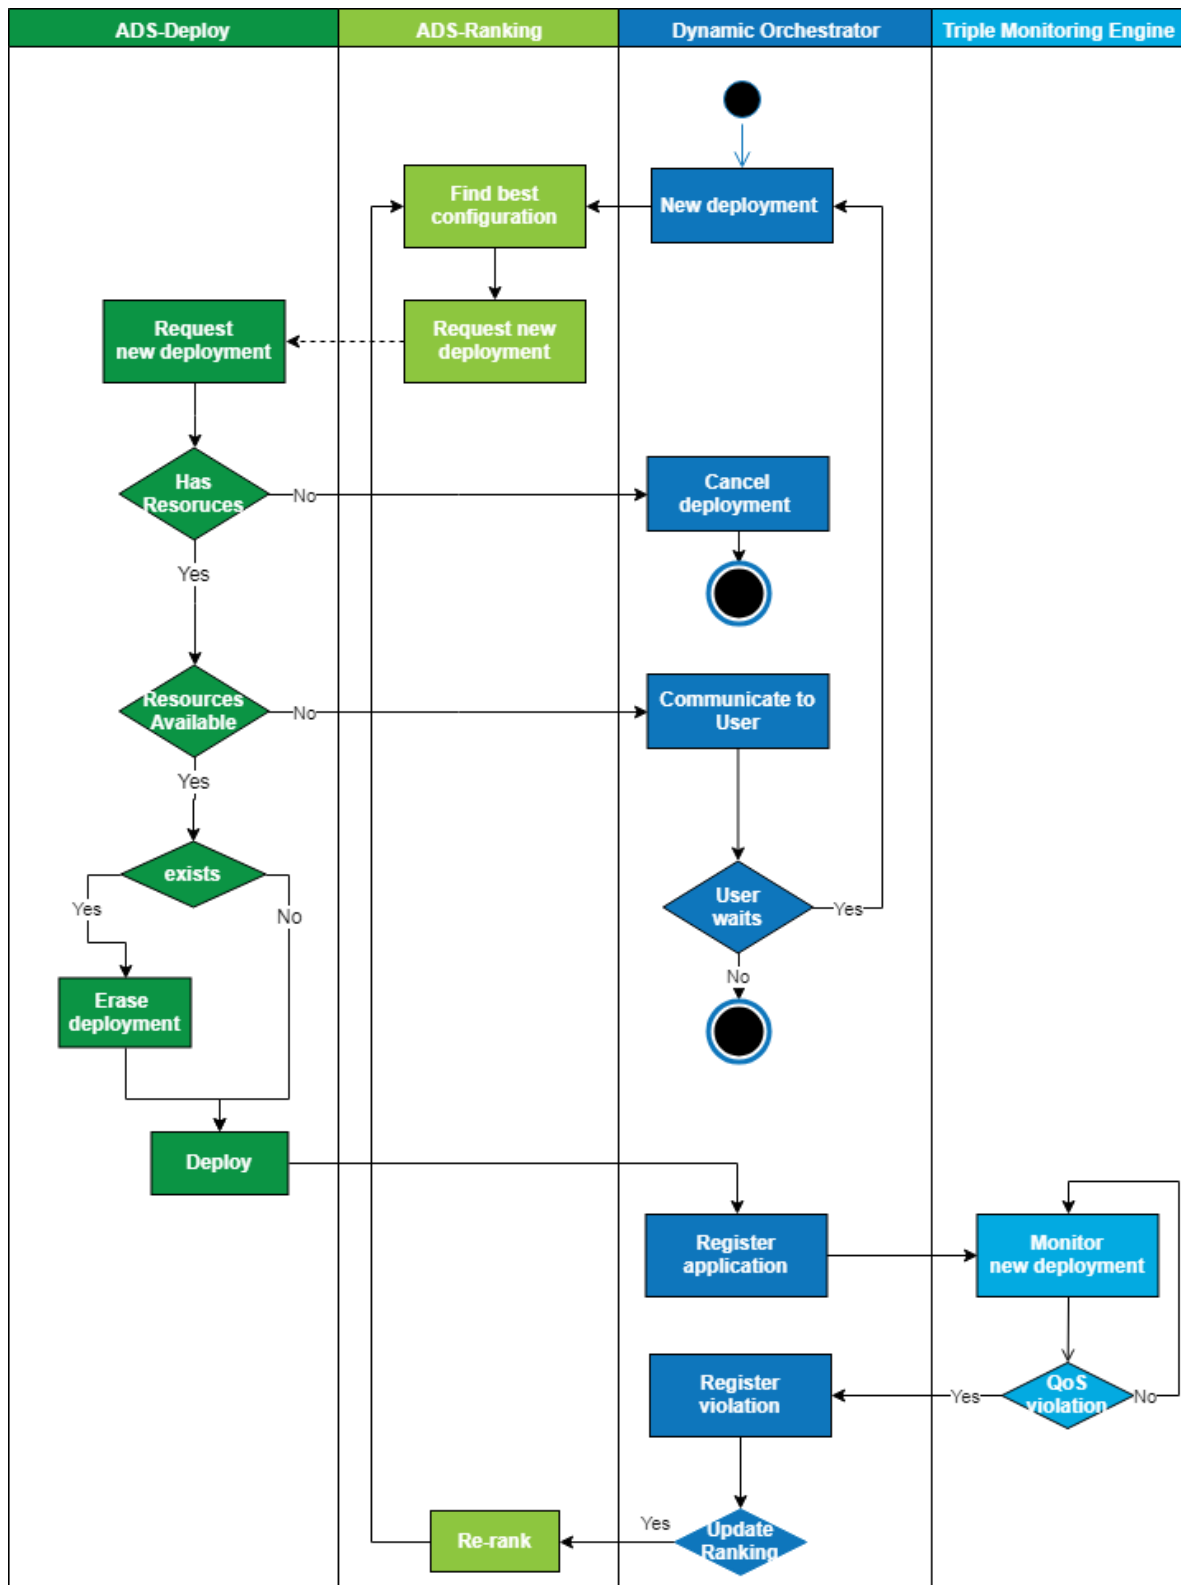 ADS-Deploy
ADS-Ranking
Dynamic Orchestrator
Triple Monitoring Engine
Find best
configuration
New deployment
Request
new deployment
Request new
deployment
Has
Resoruces
No
Cancel
deployment
Yes
Resources
Available
No
Communicate to
User
Yes
exists
Yes
No
User
waits
Yes
No
Erase
deployment
Deploy
Register
application
Monitor
new deployment
Register
violation
Yes
QoS
violation
No
Re-rank
Yes
Update
Ranking